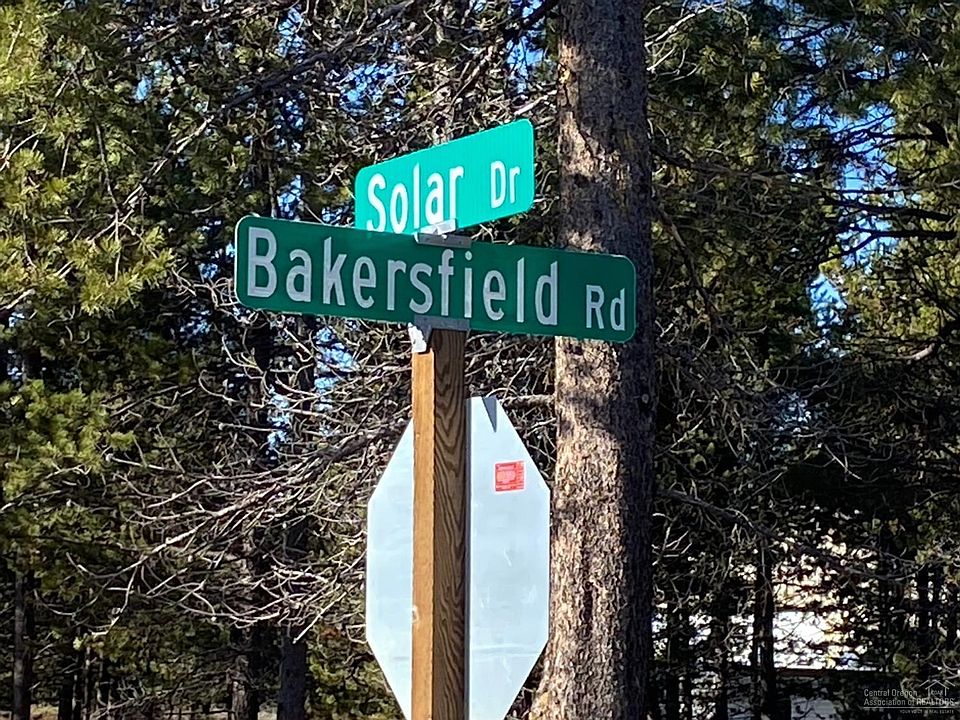 Solar Dr
Bakersfield Rd
Central Oregon
Association of REALTORS